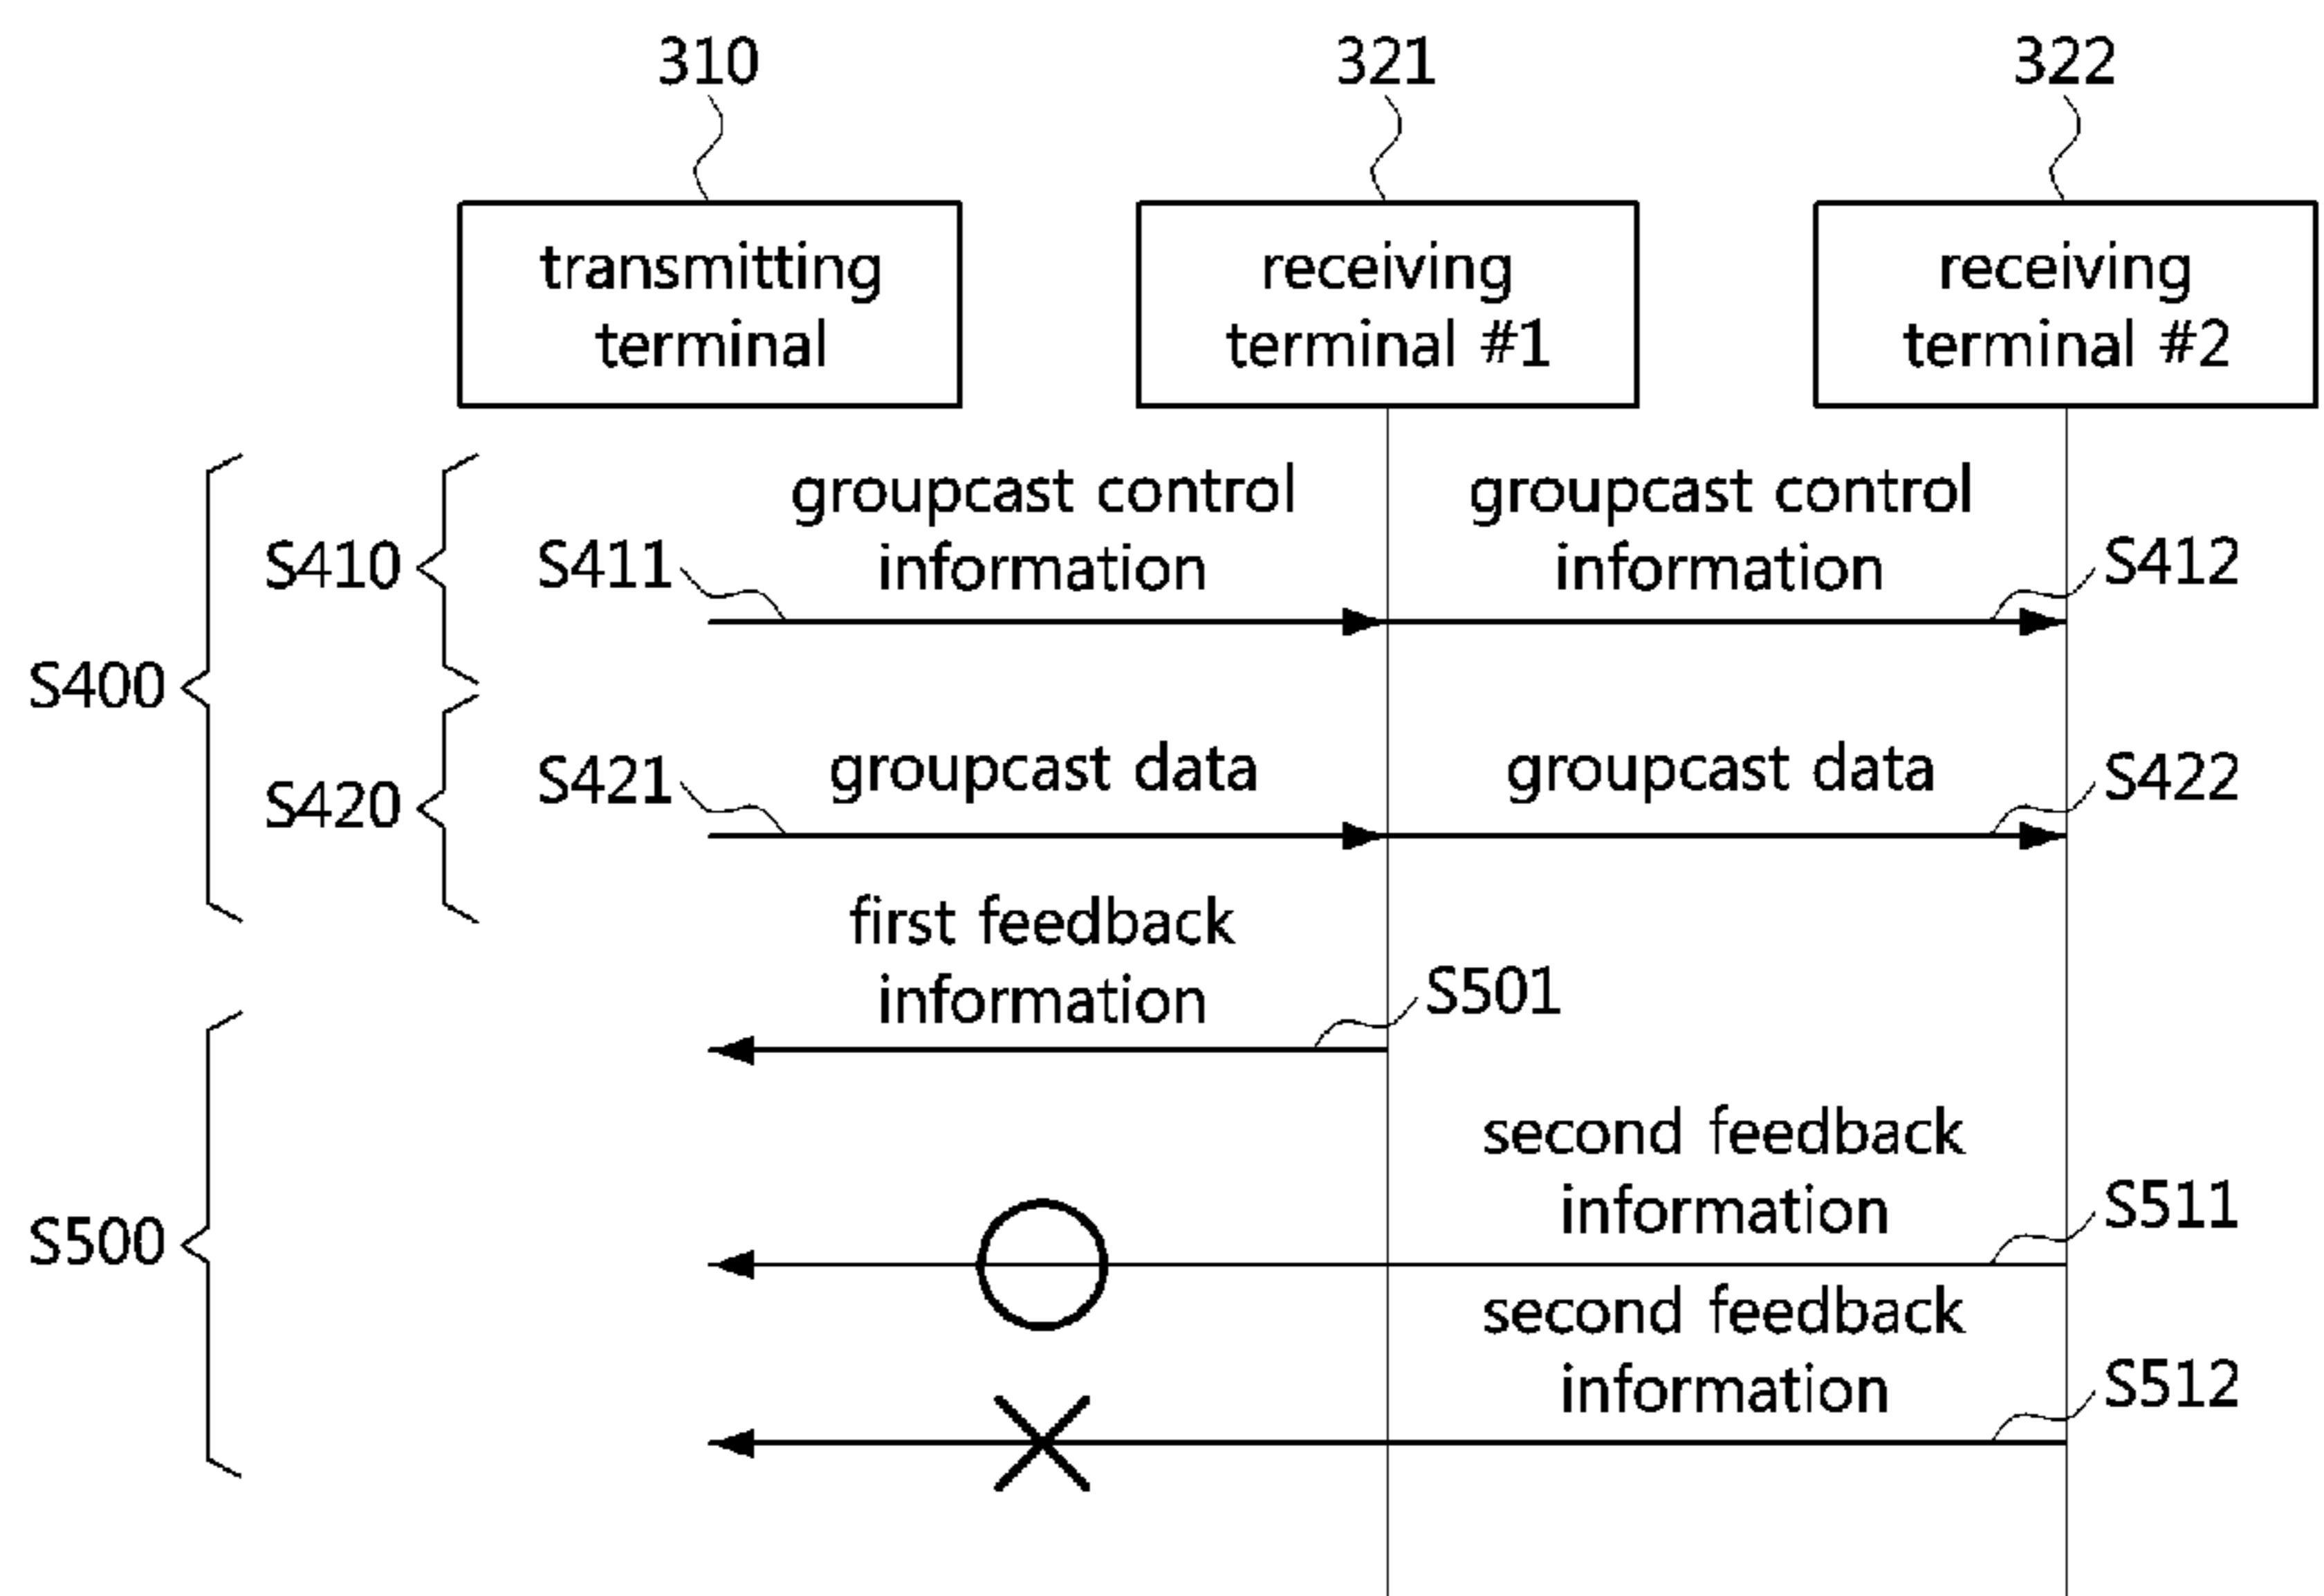 310
321
322
transmitting
terminal
receiving
terminal #1
receiving
terminal #2
groupcast control
information
groupcast control
information
S410
S411
S412
S400
groupcast data
groupcast data
S420
S421
S422
first feedback
information
S501
second feedback
information
S511
S500
second feedback
information
S512